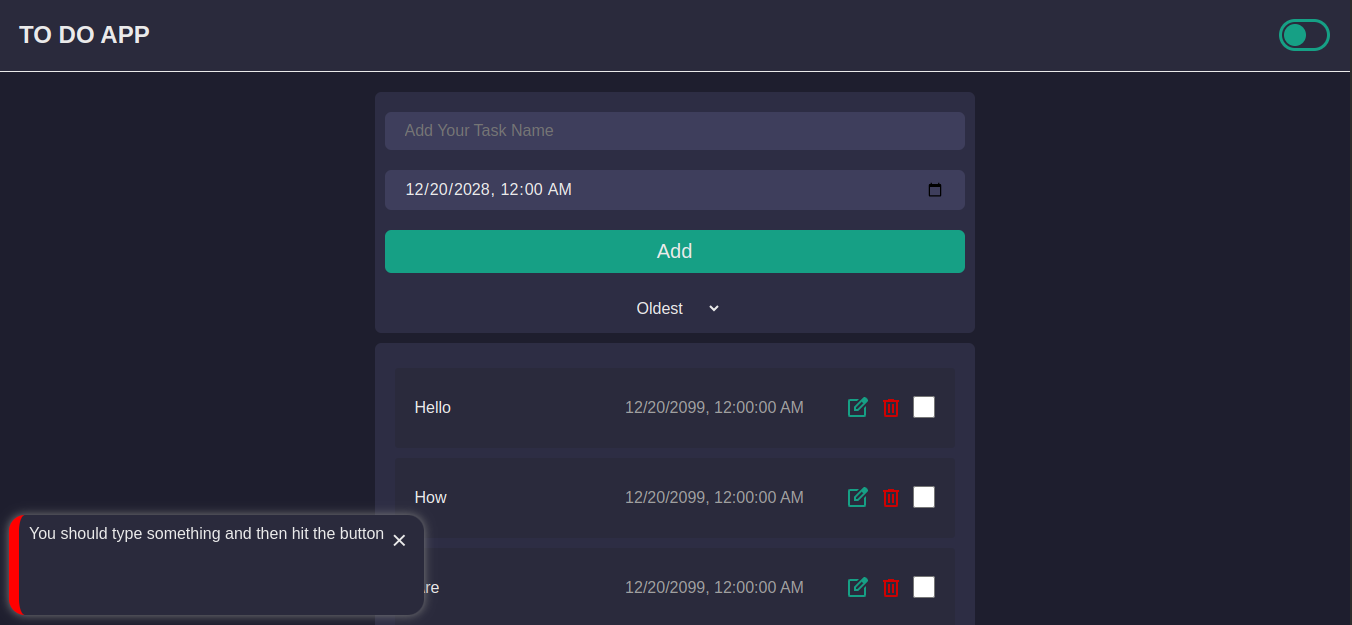 TO DO APP
Add Your Task Name
12/20/2028, 12:00 AM
Add
Oldest
Hello 12/20/2099, 12:00:00 AM
How 12/20/2099, 12:00:00 AM
You should type something and then hit the button
12/20/2099, 12:00:00 AM